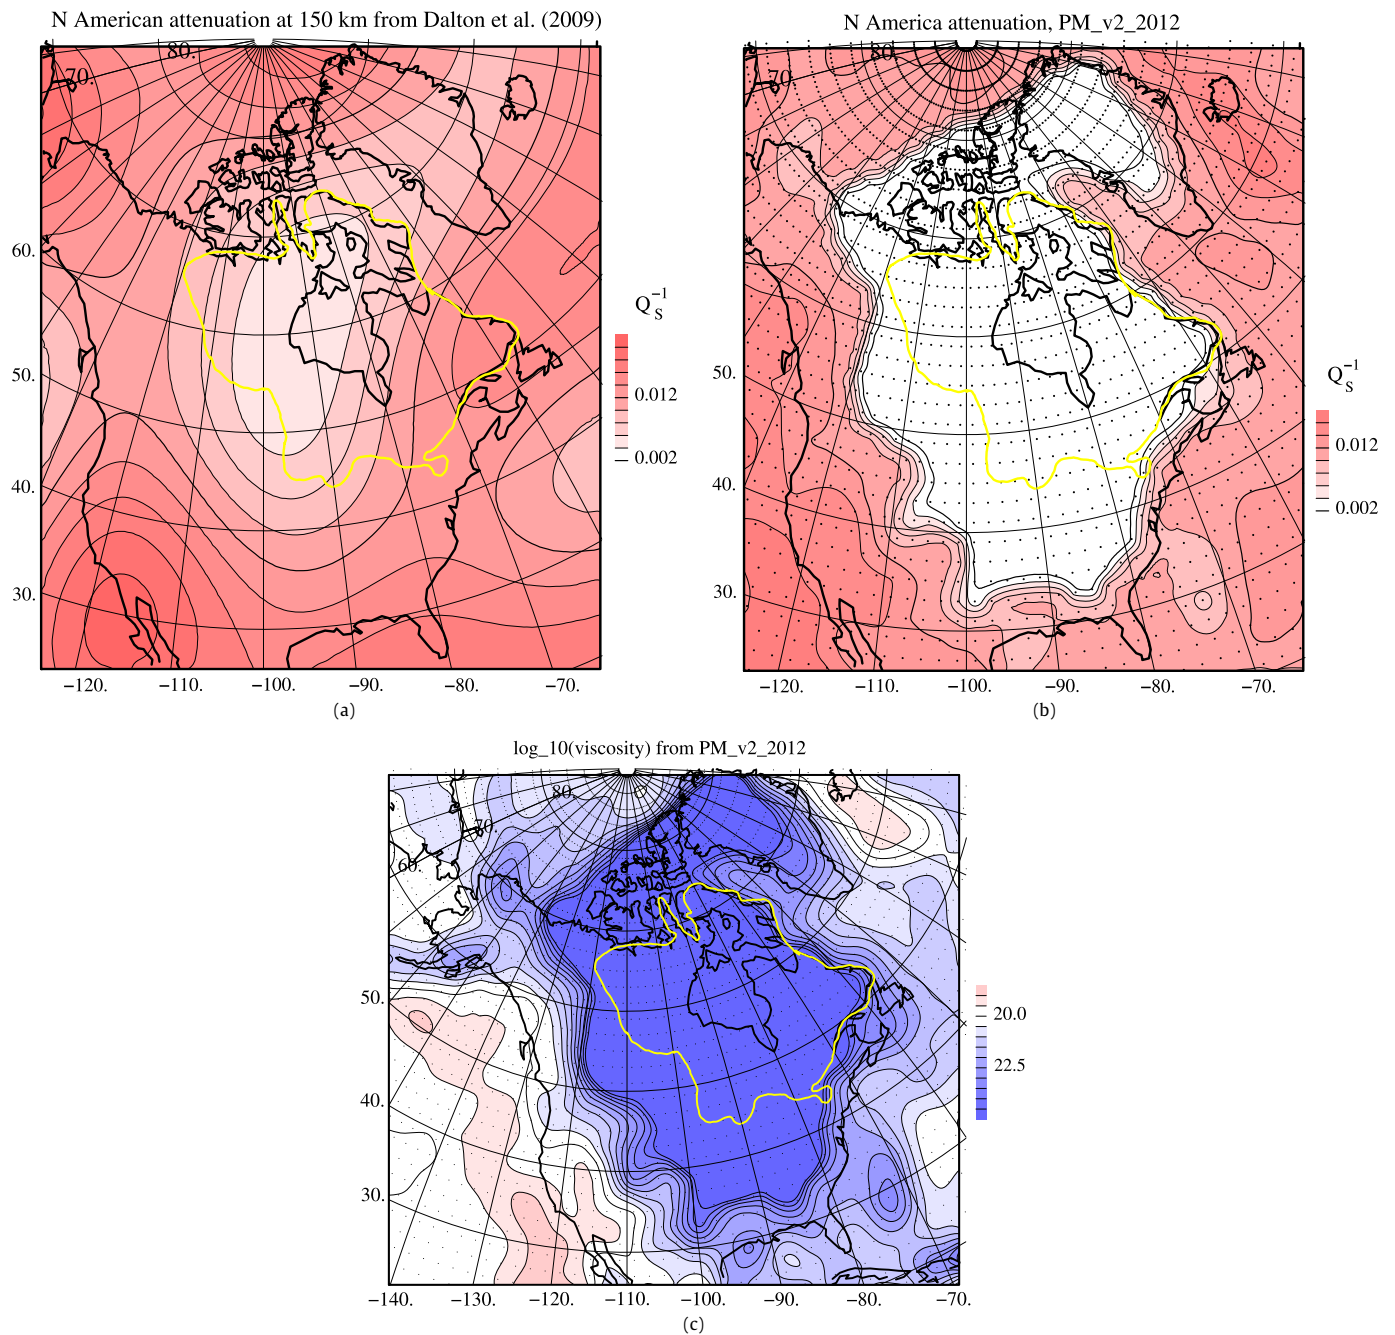 N American attenuation at 150 km from Dalton et al. (2009)
80.
70.
60.
50.
40.
30.
−120. −110. −100. −90. −80. −70.
(a)
Q_S^−1
0.012
0.002
N America attenuation, PM_v2_2012
80.
70.
50.
40.
30.
−120. −110. −100. −90. −80. −70.
(b)
Q_S^−1
0.012
0.002
log_10(viscosity) from PM_v2_2012
80.
70.
60.
50.
40.
30.
−140. −130. −120. −110. −100. −90. −80. −70.
(c)
20.0
22.5